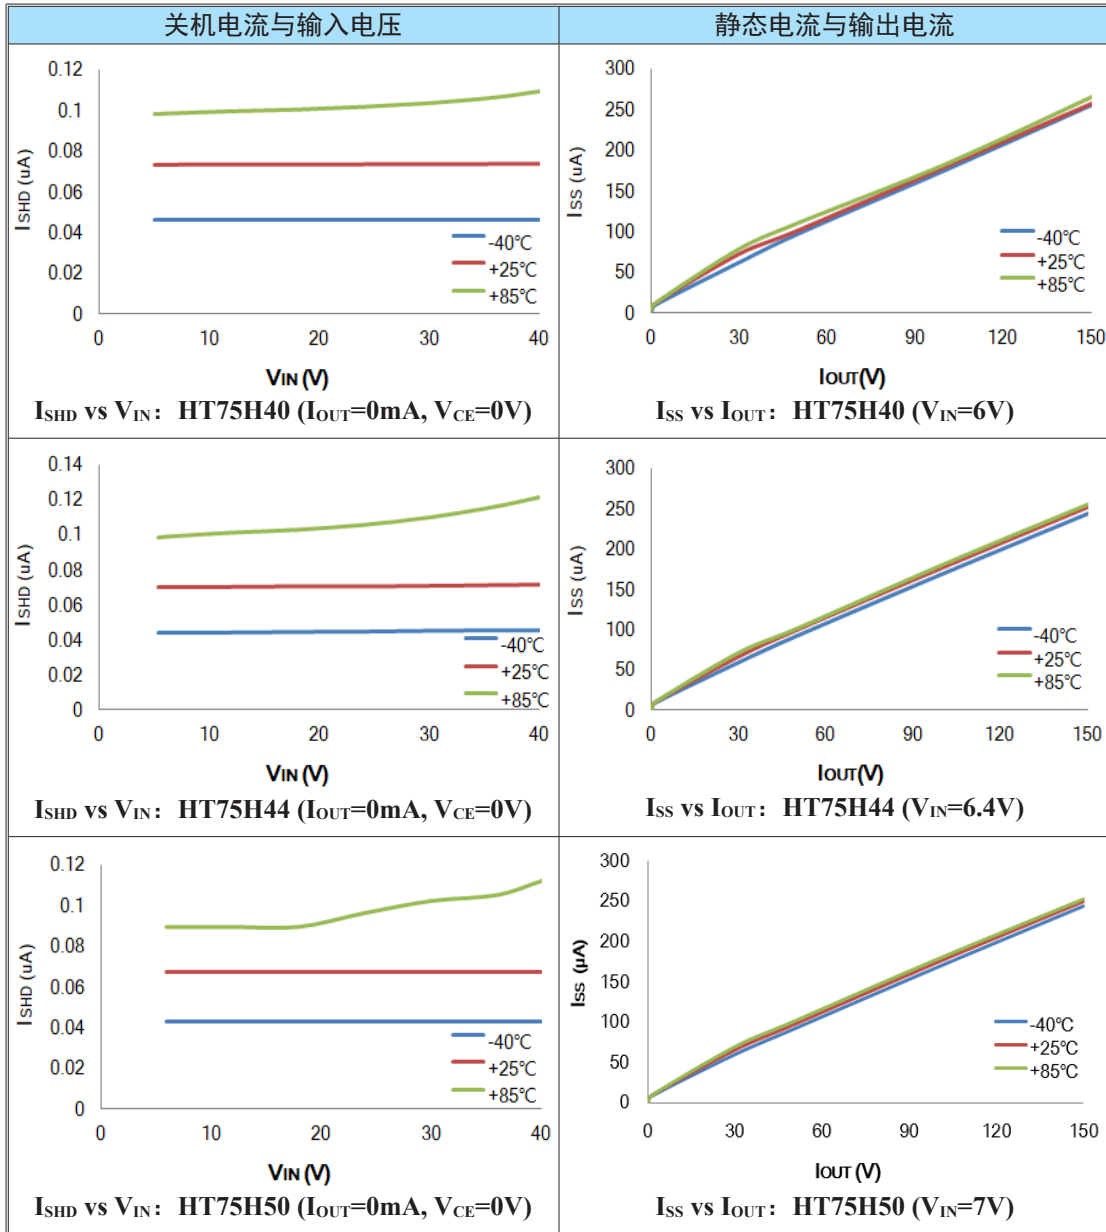 关机电流与输入电压
静态电流与输出电流
0.12
0.1
0.08
0.06
0.04
0.02
0
ISHD (uA)
-40℃
+25℃
+85℃
0 10 20 30 40
VIN (V)
ISHD vs VIN：HT75H40 (IOUT=0mA, VCE=0V)
300
250
200
150
100
50
0
ISS (uA)
-40℃
+25℃
+85℃
0 30 60 90 120 150
IOUT(V)
ISS vs IOUT：HT75H40 (VIN=6V)
0.14
0.12
0.1
0.08
0.06
0.04
0.02
0
ISHD (uA)
-40℃
+25℃
+85℃
0 10 20 30 40
VIN (V)
ISHD vs VIN：HT75H44 (IOUT=0mA, VCE=0V)
300
250
200
150
100
50
0
ISS (uA)
-40℃
+25℃
+85℃
0 30 60 90 120 150
IOUT(V)
ISS vs IOUT：HT75H44 (VIN=6.4V)
0.12
0.1
0.08
0.06
0.04
0.02
0
ISHD (uA)
-40℃
+25℃
+85℃
0 10 20 30 40
VIN (V)
ISHD vs VIN：HT75H50 (IOUT=0mA, VCE=0V)
300
250
200
150
100
50
0
ISS (μA)
-40℃
+25℃
+85℃
0 30 60 90 120 150
IOUT (V)
ISS vs IOUT：HT75H50 (VIN=7V)